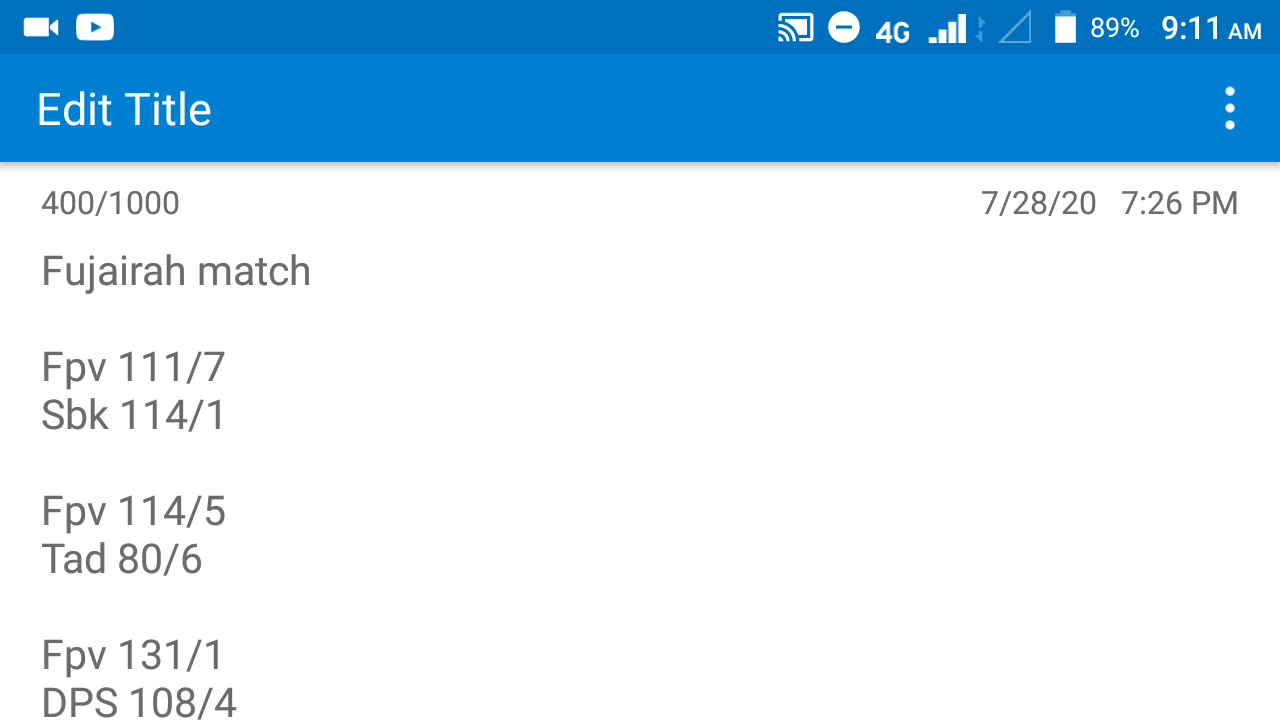 4G 89% 9:11 AM
Edit Title
400/1000 7/28/20 7:26 PM
Fujairah match
Fpv 111/7
Sbk 114/1
Fpv 114/5
Tad 80/6
Fpv 131/1
DPS 108/4